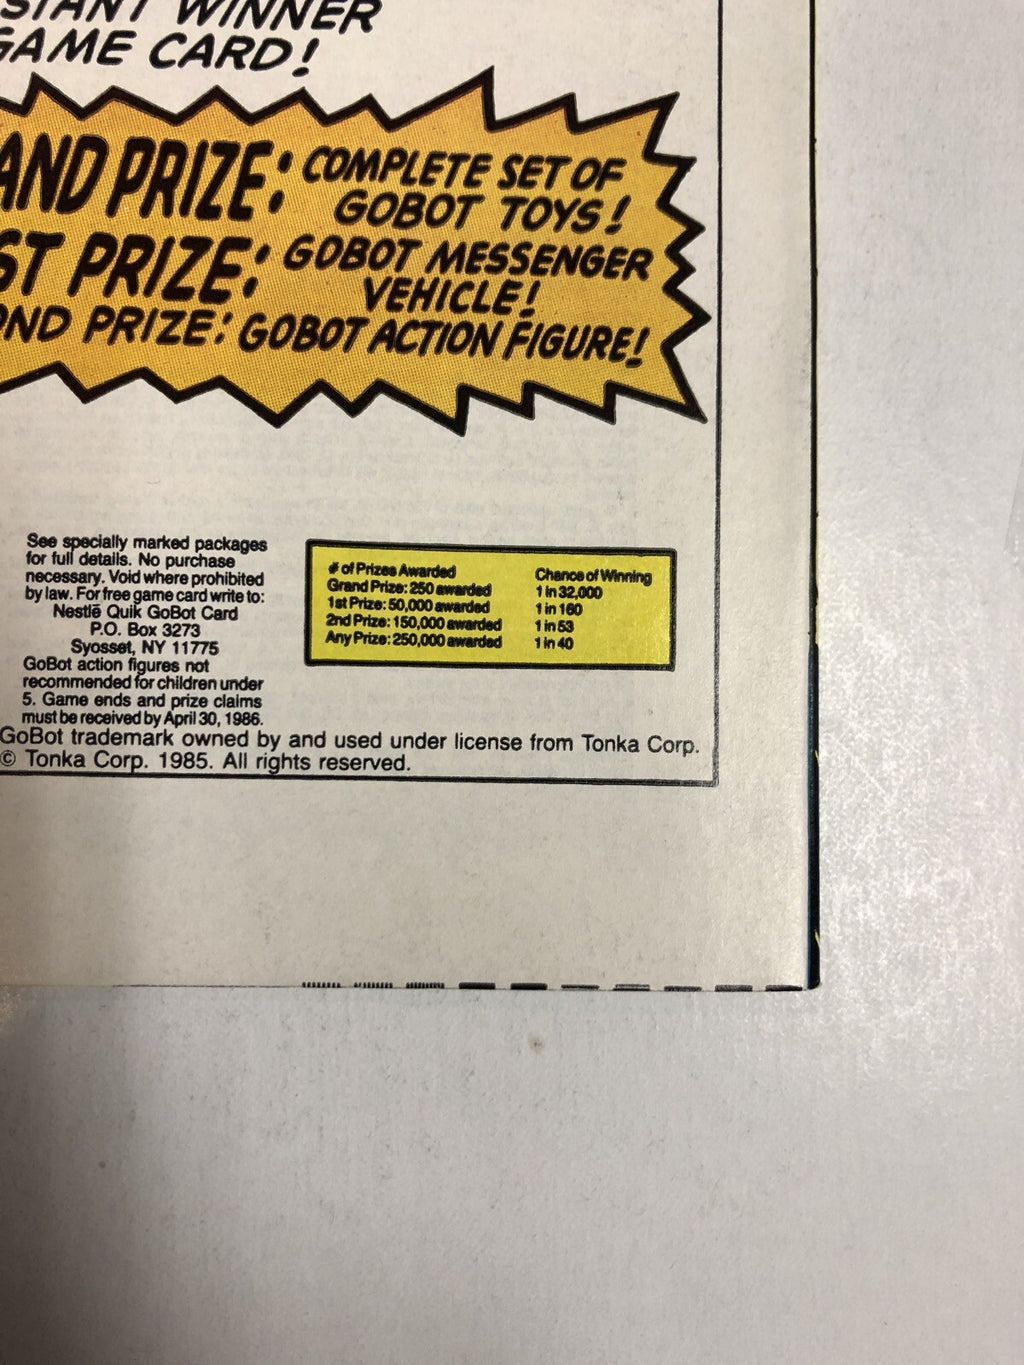 STANT WINNER
GAME CARD!
AND PRIZE: COMPLETE SET OF
GOBOT TOYS!
ST PRIZE: GOBOT MESSENGER
VEHICLE!
2ND PRIZE: GOBOT ACTION FIGURE!
See specially marked packages
for full details. No purchase
necessary. Void where prohibited
by law. For free game card write to:
Nestlē Quik GoBot Card
P.O. Box 3273
Syosset, NY 11775
GoBot action figures not
recommended for children under
5. Game ends and prize claims
must be received by April 30, 1986.
# of Prizes Awarded Chance of Winning
Grand Prize: 250 awarded 1 in 32,000
1st Prize: 50,000 awarded 1 in 160
2nd Prize: 150,000 awarded 1 in 53
Any Prize: 250,000 awarded 1 in 40
GoBot trademark owned by and used under license from Tonka Corp.
© Tonka Corp. 1985. All rights reserved.